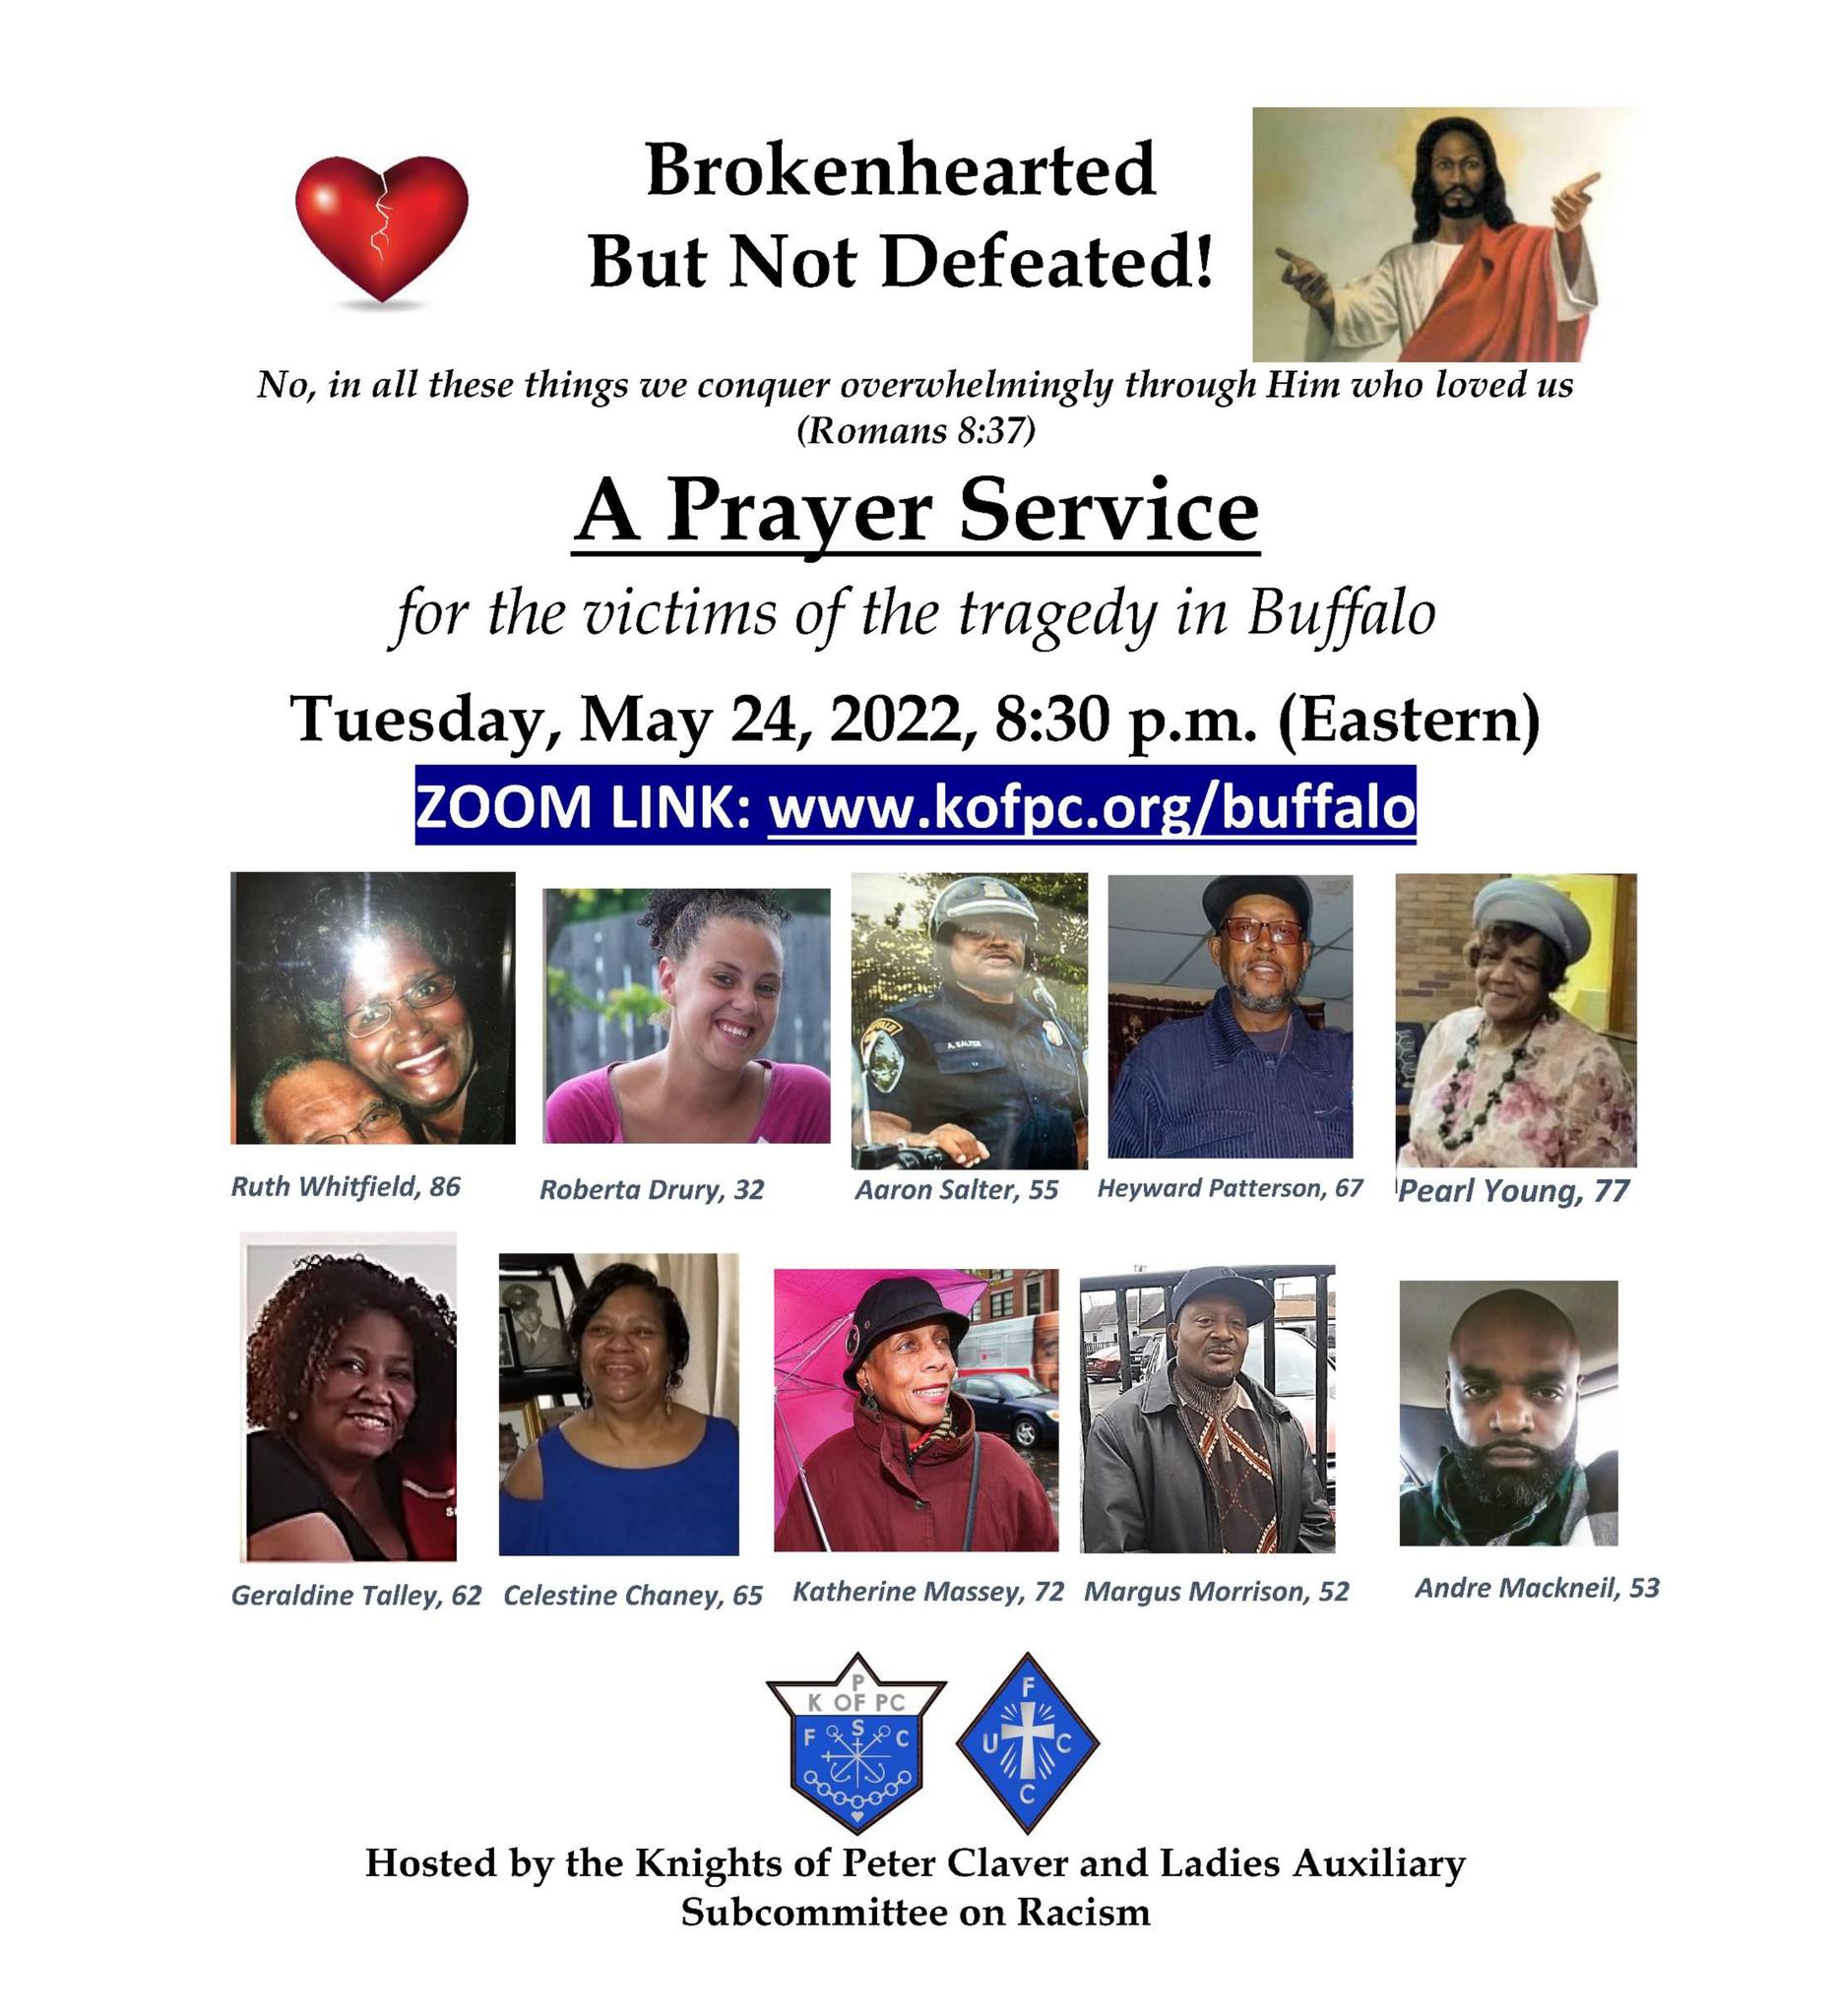 Brokenhearted
But Not Defeated!
No, in all these things we conquer overwhelmingly through Him who loved us
(Romans 8:37)
A Prayer Service
for the victims of the tragedy in Buffalo
Tuesday, May 24, 2022, 8:30 p.m. (Eastern)
ZOOM LINK: www.kofpc.org/buffalo
A. SALTER
Ruth Whitfield, 86
Roberta Drury, 32
Aaron Salter, 55
Heyward Patterson, 67
Pearl Young, 77
Geraldine Talley, 62
Celestine Chaney, 65
Katherine Massey, 72
Margus Morrison, 52
Andre Mackneil, 53
P
K OF PC
F S C
F
U C
C
Hosted by the Knights of Peter Claver and Ladies Auxiliary
Subcommittee on Racism